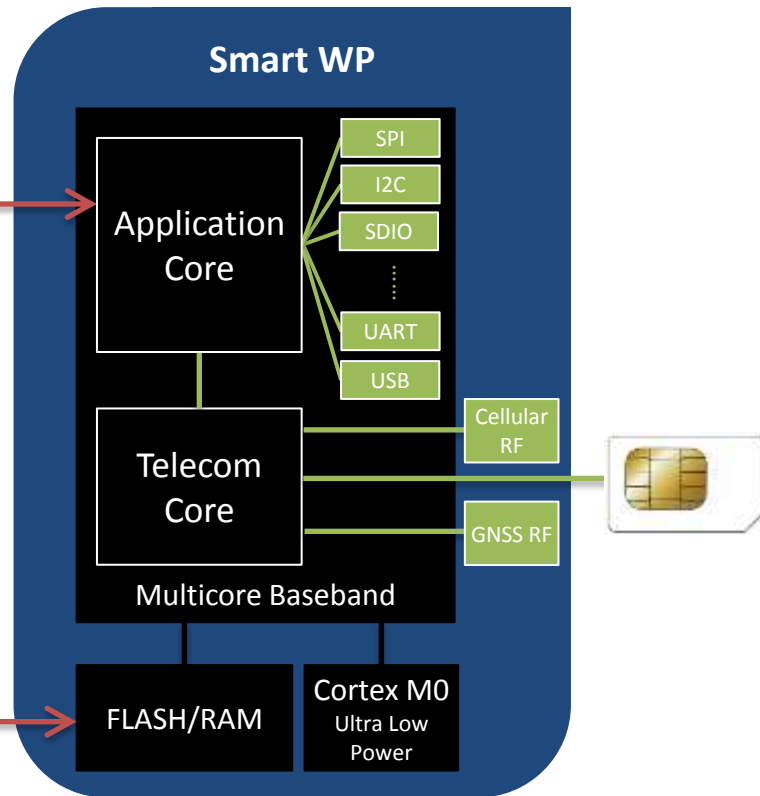 Smart WP
SPI
I2C
SDIO
UART
USB
Application
Core
Telecom
Core
Cellular
RF
GNSS RF
Multicore Baseband
FLASH/RAM
Cortex M0
Ultra Low
Power